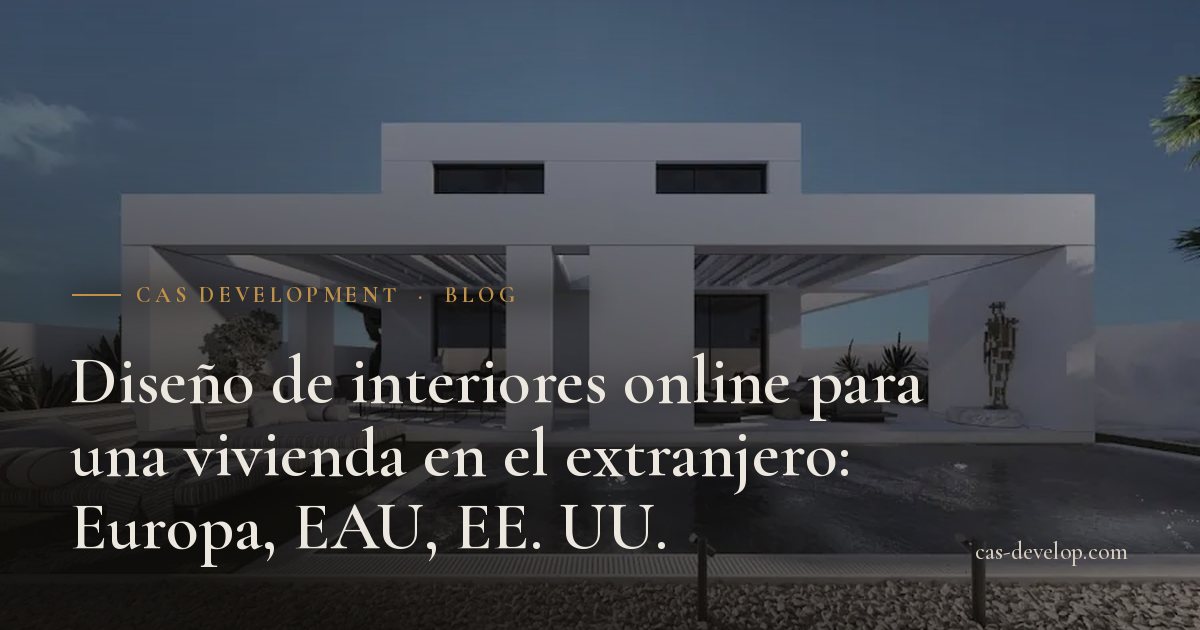 CAS DEVELOPMENT · BLOG
Diseño de interiores online para
una vivienda en el extranjero:
Europa, EAU, EE. UU.
cas-develop.com